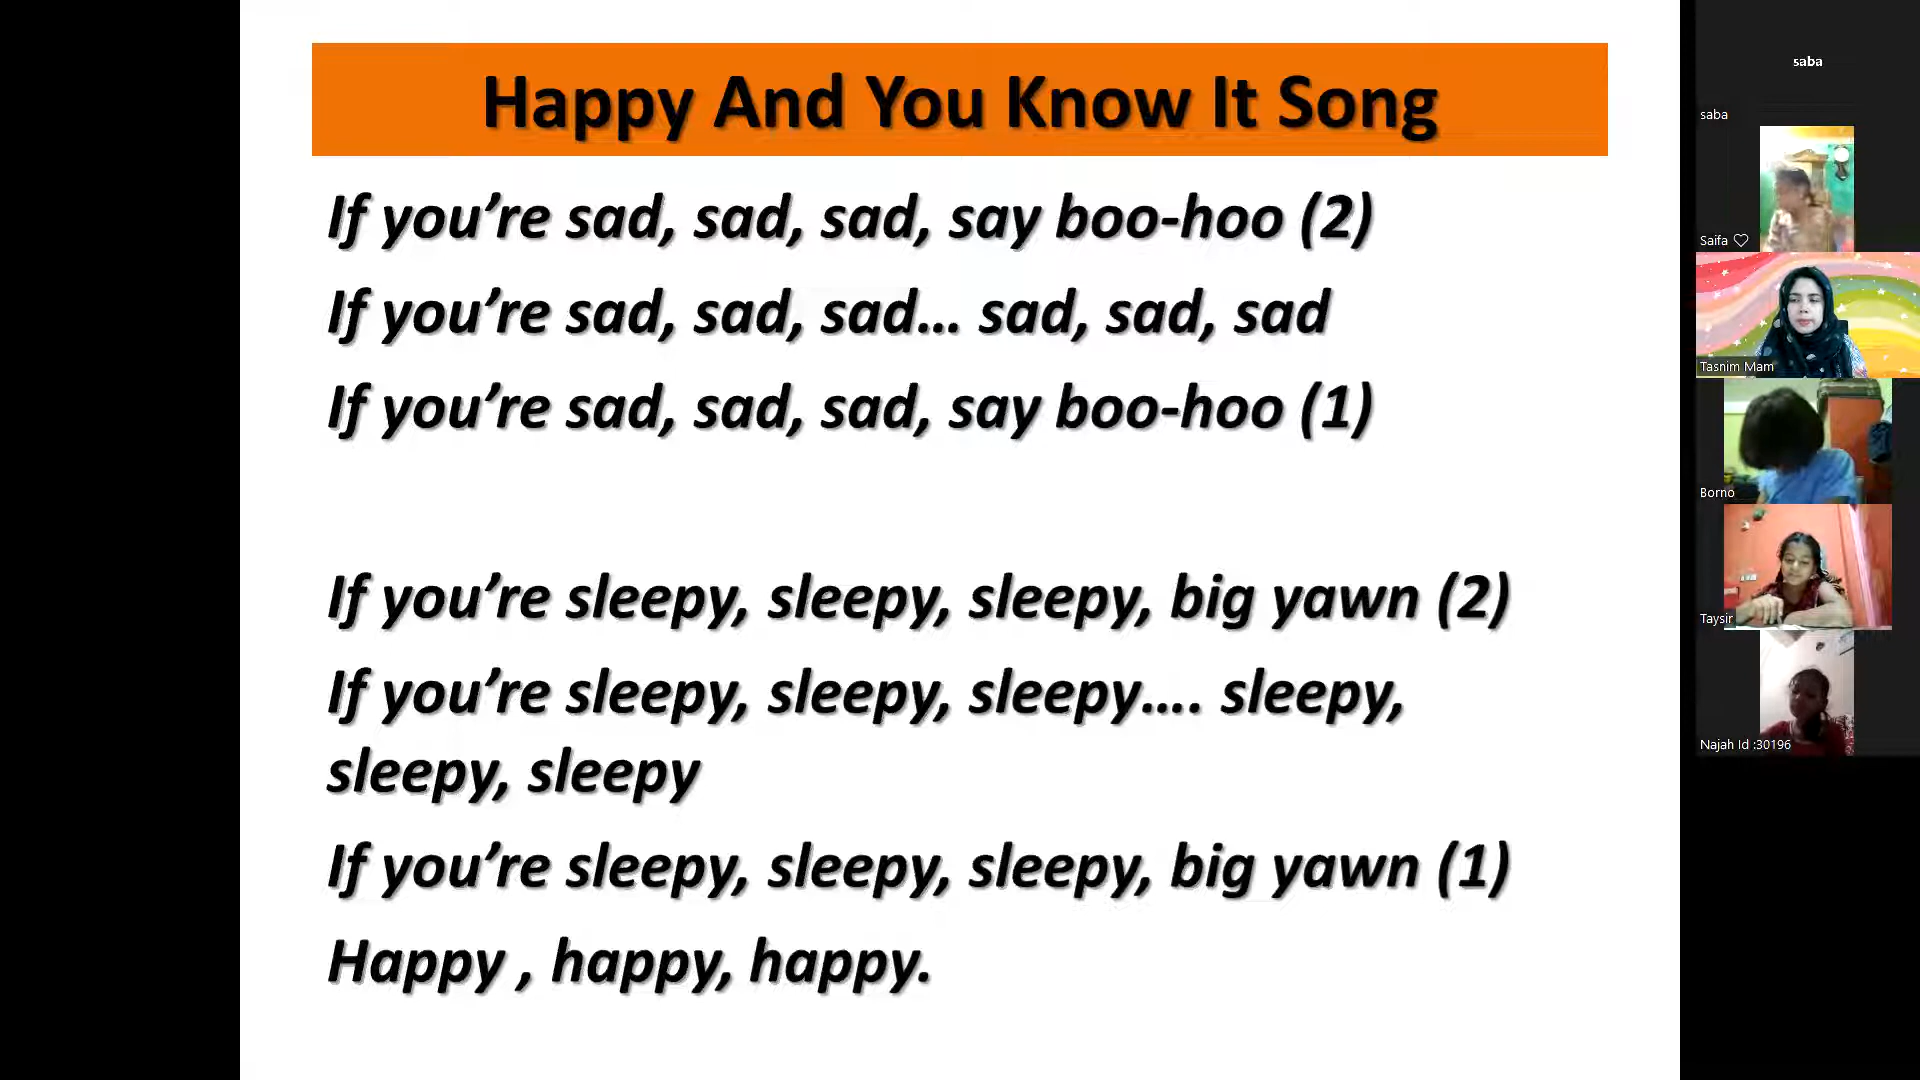 Happy And You Know It Song
If you’re sad, sad, sad, say boo-hoo (2)
If you’re sad, sad, sad... sad, sad, sad
If you’re sad, sad, sad, say boo-hoo (1)
If you’re sleepy, sleepy, sleepy, big yawn (2)
If you’re sleepy, sleepy, sleepy.... sleepy,
sleepy, sleepy
If you’re sleepy, sleepy, sleepy, big yawn (1)
Happy , happy, happy.
saba
saba
Saifa ♡
Tasnim Mam
Borno
Taysir
Najah Id :30196